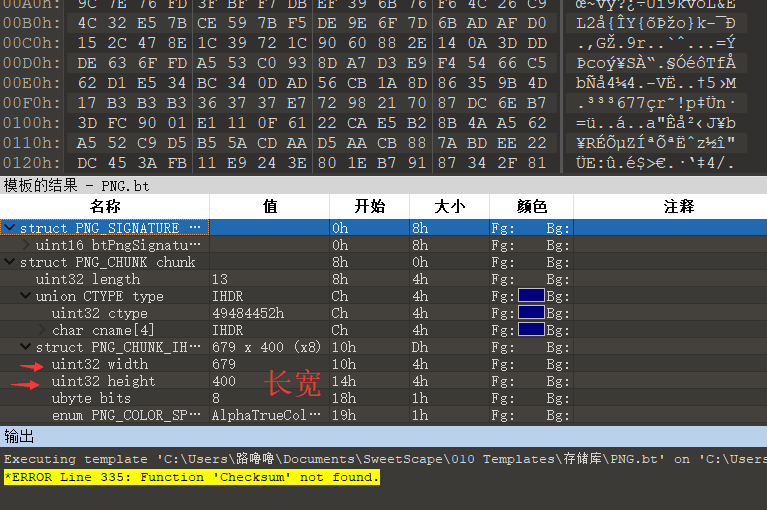 00A0h: 9C 7E 76 FD 3F BF F7 DB EF 39 6B 76 F6 4C 26 C9
00B0h: 4C 32 E5 7B CE 59 7B F5 DE 9E 6F 7D 6B AD AF D0 L2å{ÎY{õÞžo}k-¯Ð
00C0h: 15 2C 47 8E 1C 39 72 1C 90 60 88 2E 14 0A 3D DD .,GŽ.9r..`ˆ...=Ý
00D0h: DE 63 6F FD A5 53 C0 93 8D A7 D3 E9 F4 54 66 C5 Þcoý¥SÀ“.§ÓéôTfÅ
00E0h: 62 D1 E5 34 BC 34 0D AD 56 CB 1A 8D 86 35 9B 4D bÑå4¼4.-VË..†5›M
00F0h: 17 B3 B3 B3 36 37 37 E7 72 98 21 70 87 DC 6E B7 .³³³677çr˜!p‡Ün·
0100h: 3D FC 90 01 E1 11 0F 61 22 CA E5 B2 8B 4A A5 62 =ü..á..a"Êå²‹J¥b
0110h: A5 52 C9 D5 B5 5A CD AA D5 AA CB 88 7A BD EE 22 ¥RÉÕµZÍªÕªËˆz½î"
0120h: DC 45 3A FB 11 E9 24 3E 80 1E B7 91 87 34 2F 81 ÜE:û.é$>€.·‘‡4/.
模板的结果 - PNG.bt
名称 值 开始 大小 颜色 注释
struct PNG_SIGNATURE ··· 0h 8h Fg: Bg:
uint16 btPngSignatu··· 0h 8h Fg: Bg:
struct PNG_CHUNK chunk 8h 0h Fg: Bg:
uint32 length 13 8h 4h Fg: Bg:
union CTYPE type IHDR Ch 4h Fg: Bg:
uint32 ctype 49484452h Ch 4h Fg: Bg:
char cname[4] IHDR Ch 4h Fg: Bg:
struct PNG_CHUNK_IH··· 679 x 400 (x8) 10h Dh Fg: Bg:
uint32 width 679 10h 4h Fg: Bg:
uint32 height 400 14h 4h Fg: Bg:
长宽
ubyte bits 8 18h 1h Fg: Bg:
enum PNG_COLOR_SP··· AlphaTrueCol··· 19h 1h Fg: Bg:
输出
Executing template 'C:\Users\路噜噜\Documents\SweetScape\010 Templates\存储库\PNG.bt' on 'C:\Users
*ERROR Line 335: Function 'Checksum' not found.